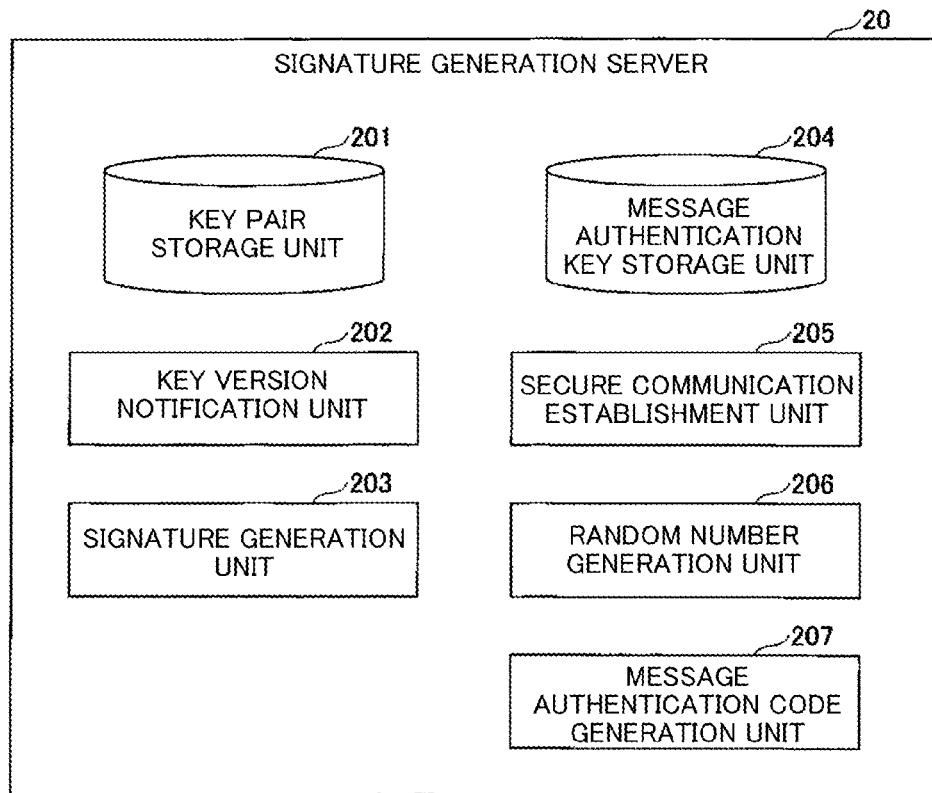 20
SIGNATURE GENERATION SERVER
201
KEY PAIR
STORAGE UNIT
204
MESSAGE
AUTHENTICATION
KEY STORAGE UNIT
202
KEY VERSION
NOTIFICATION UNIT
205
SECURE COMMUNICATION
ESTABLISHMENT UNIT
203
SIGNATURE GENERATION
UNIT
206
RANDOM NUMBER
GENERATION UNIT
207
MESSAGE
AUTHENTICATION CODE
GENERATION UNIT